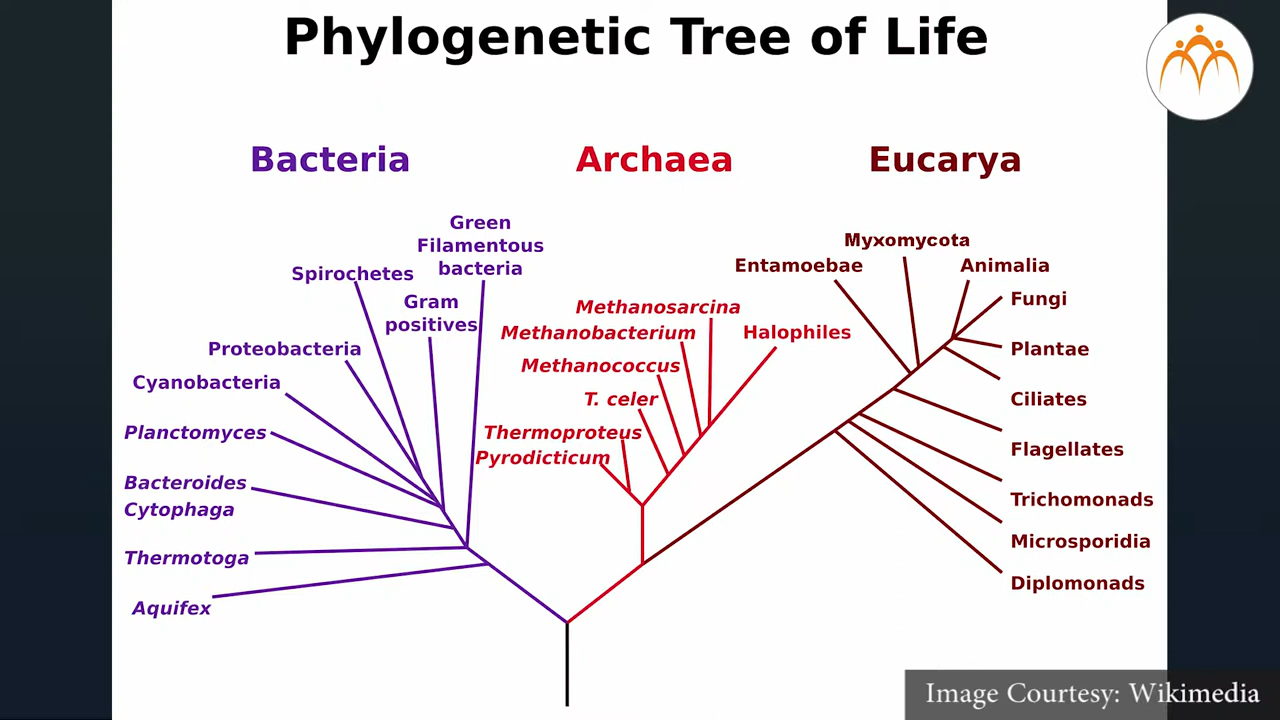 Phylogenetic Tree of Life
Bacteria
Archaea
Eucarya
Green
Filamentous
bacteria
Spirochetes
Gram
positives
Proteobacteria
Cyanobacteria
Planctomyces
Bacteroides
Cytophaga
Thermotoga
Aquifex
Methanosarcina
Methanobacterium
Halophiles
Methanococcus
T. celer
Thermoproteus
Pyrodicticum
Myxomycota
Entamoebae
Animalia
Fungi
Plantae
Ciliates
Flagellates
Trichomonads
Microsporidia
Diplomonads
Image Courtesy: Wikimedia